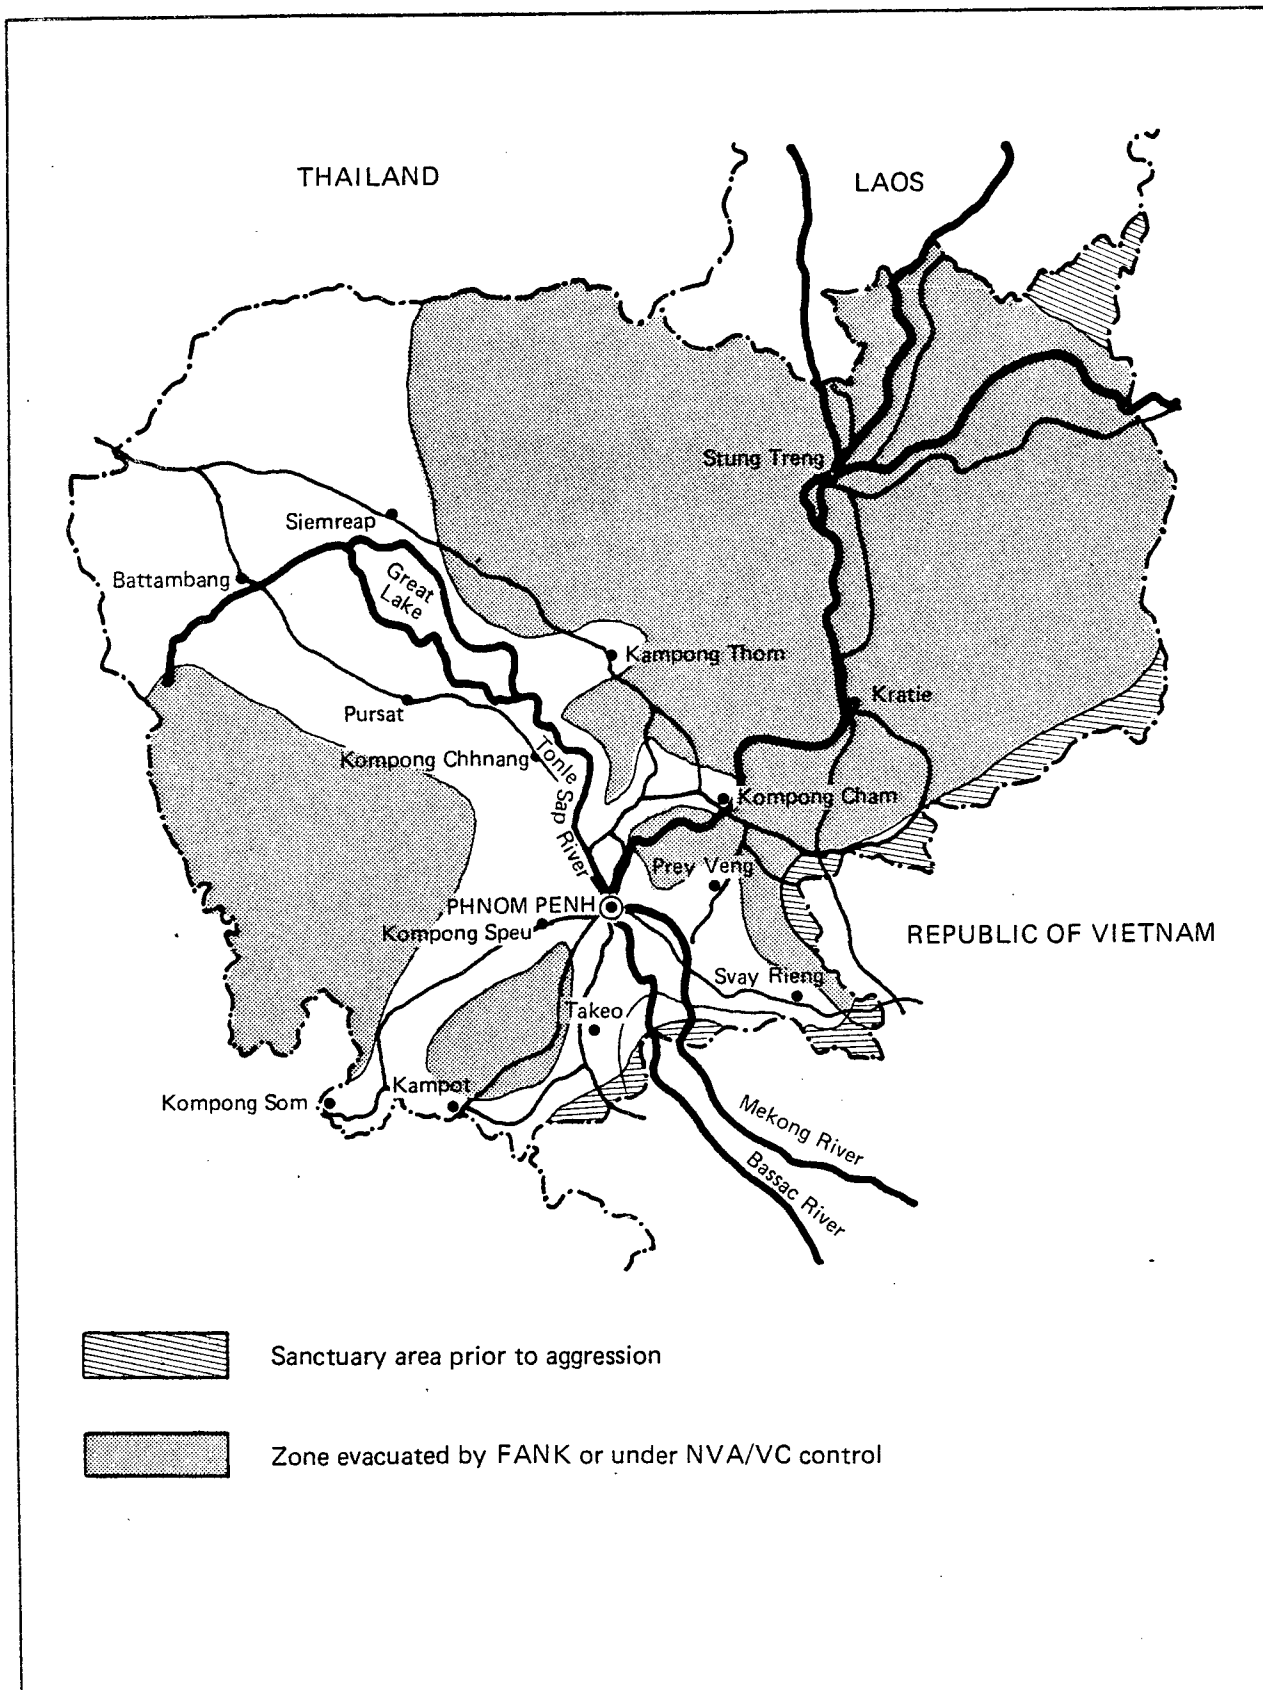 THAILAND
LAOS
Stung Treng
Siemreap
Battambang
Great
Lake
Kampong Thom
Kratie
Pursat
Kompong Chhnang
Tonle Sap River
Kompong Cham
Prey Veng
PHNOM PENH
Kompong Speu
REPUBLIC OF VIETNAM
Svay Rieng
Takeo
Kampot
Kompong Som
Mekong River
Bassac River
Sanctuary area prior to aggression
Zone evacuated by FANK or under NVA/VC control